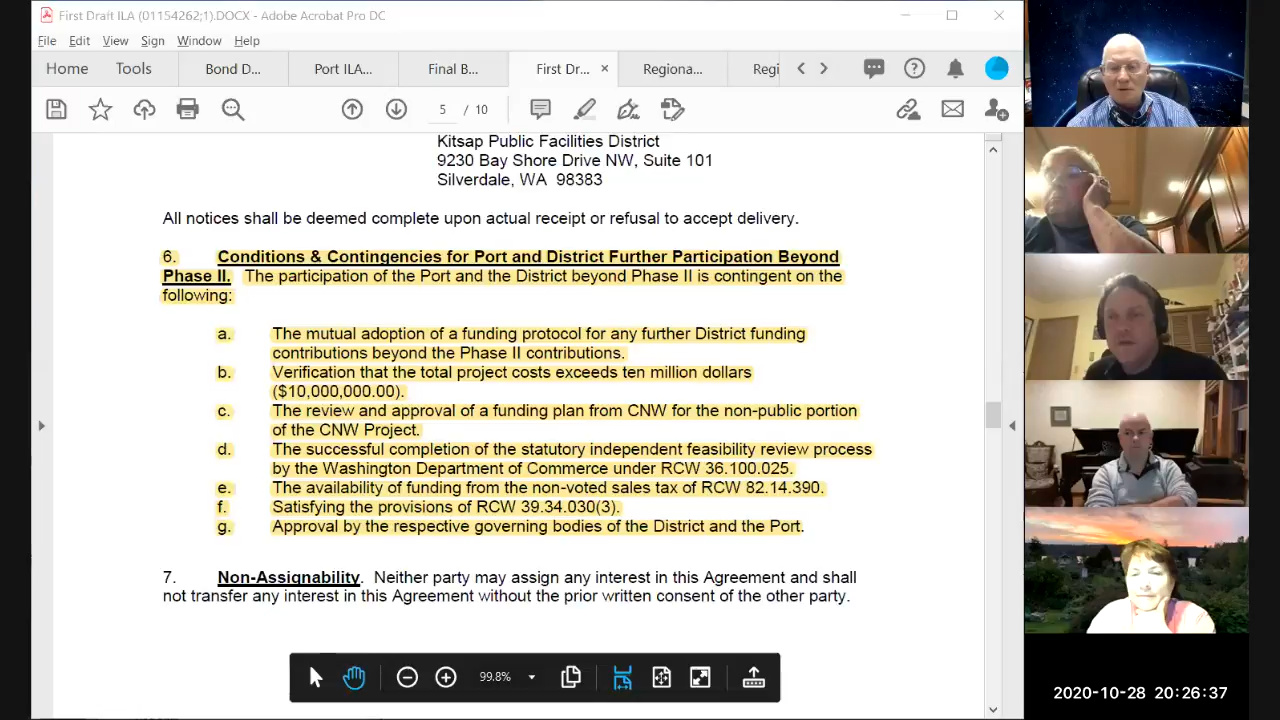 First Draft ILA (01154262;1).DOCX - Adobe Acrobat Pro DC
File Edit View Sign Window Help
Home Tools Bond D... Port ILA... Final B... First Dr... × Regiona... Regi
5 / 10
Kitsap Public Facilities District
9230 Bay Shore Drive NW, Suite 101
Silverdale, WA 98383
All notices shall be deemed complete upon actual receipt or refusal to accept delivery.
6. Conditions & Contingencies for Port and District Further Participation Beyond
Phase II. The participation of the Port and the District beyond Phase II is contingent on the
following:
a. The mutual adoption of a funding protocol for any further District funding
contributions beyond the Phase II contributions.
b. Verification that the total project costs exceeds ten million dollars
($10,000,000.00).
c. The review and approval of a funding plan from CNW for the non-public portion
of the CNW Project.
d. The successful completion of the statutory independent feasibility review process
by the Washington Department of Commerce under RCW 36.100.025.
e. The availability of funding from the non-voted sales tax of RCW 82.14.390.
f. Satisfying the provisions of RCW 39.34.030(3).
g. Approval by the respective governing bodies of the District and the Port.
7. Non-Assignability. Neither party may assign any interest in this Agreement and shall
not transfer any interest in this Agreement without the prior written consent of the other party.
99.8%
2020-10-28 20:26:37